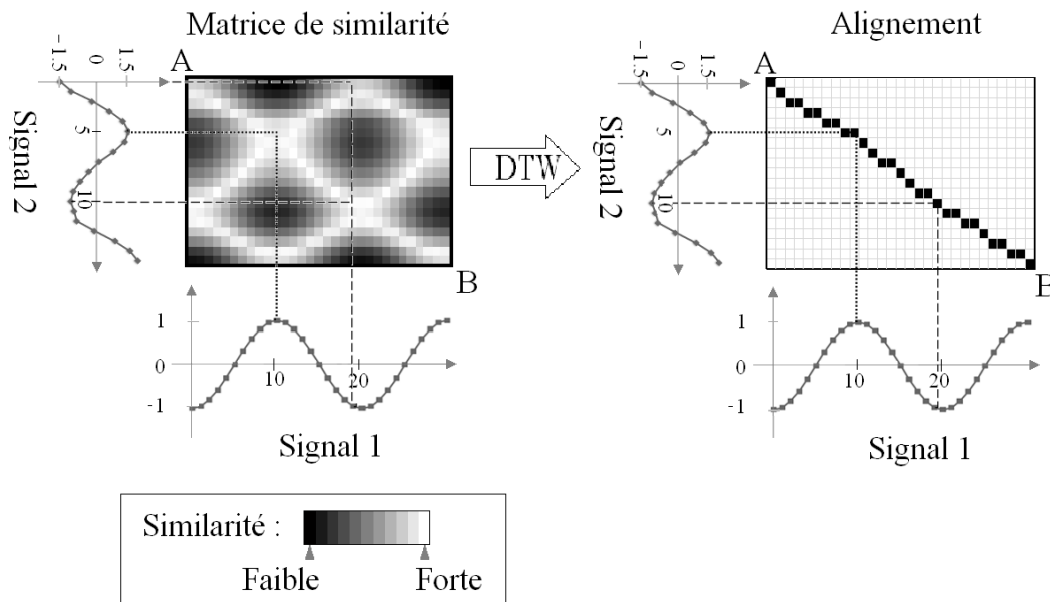 Matrice de similarité
-1.5 0 1.5
A
Signal 2
5
10
B
1
0
-1
10 20
Signal 1
DTW
Alignement
-1.5 0 1.5
A
Signal 2
5
10
B
1
0
-1
10 20
Signal 1
Similarité :
Faible Forte